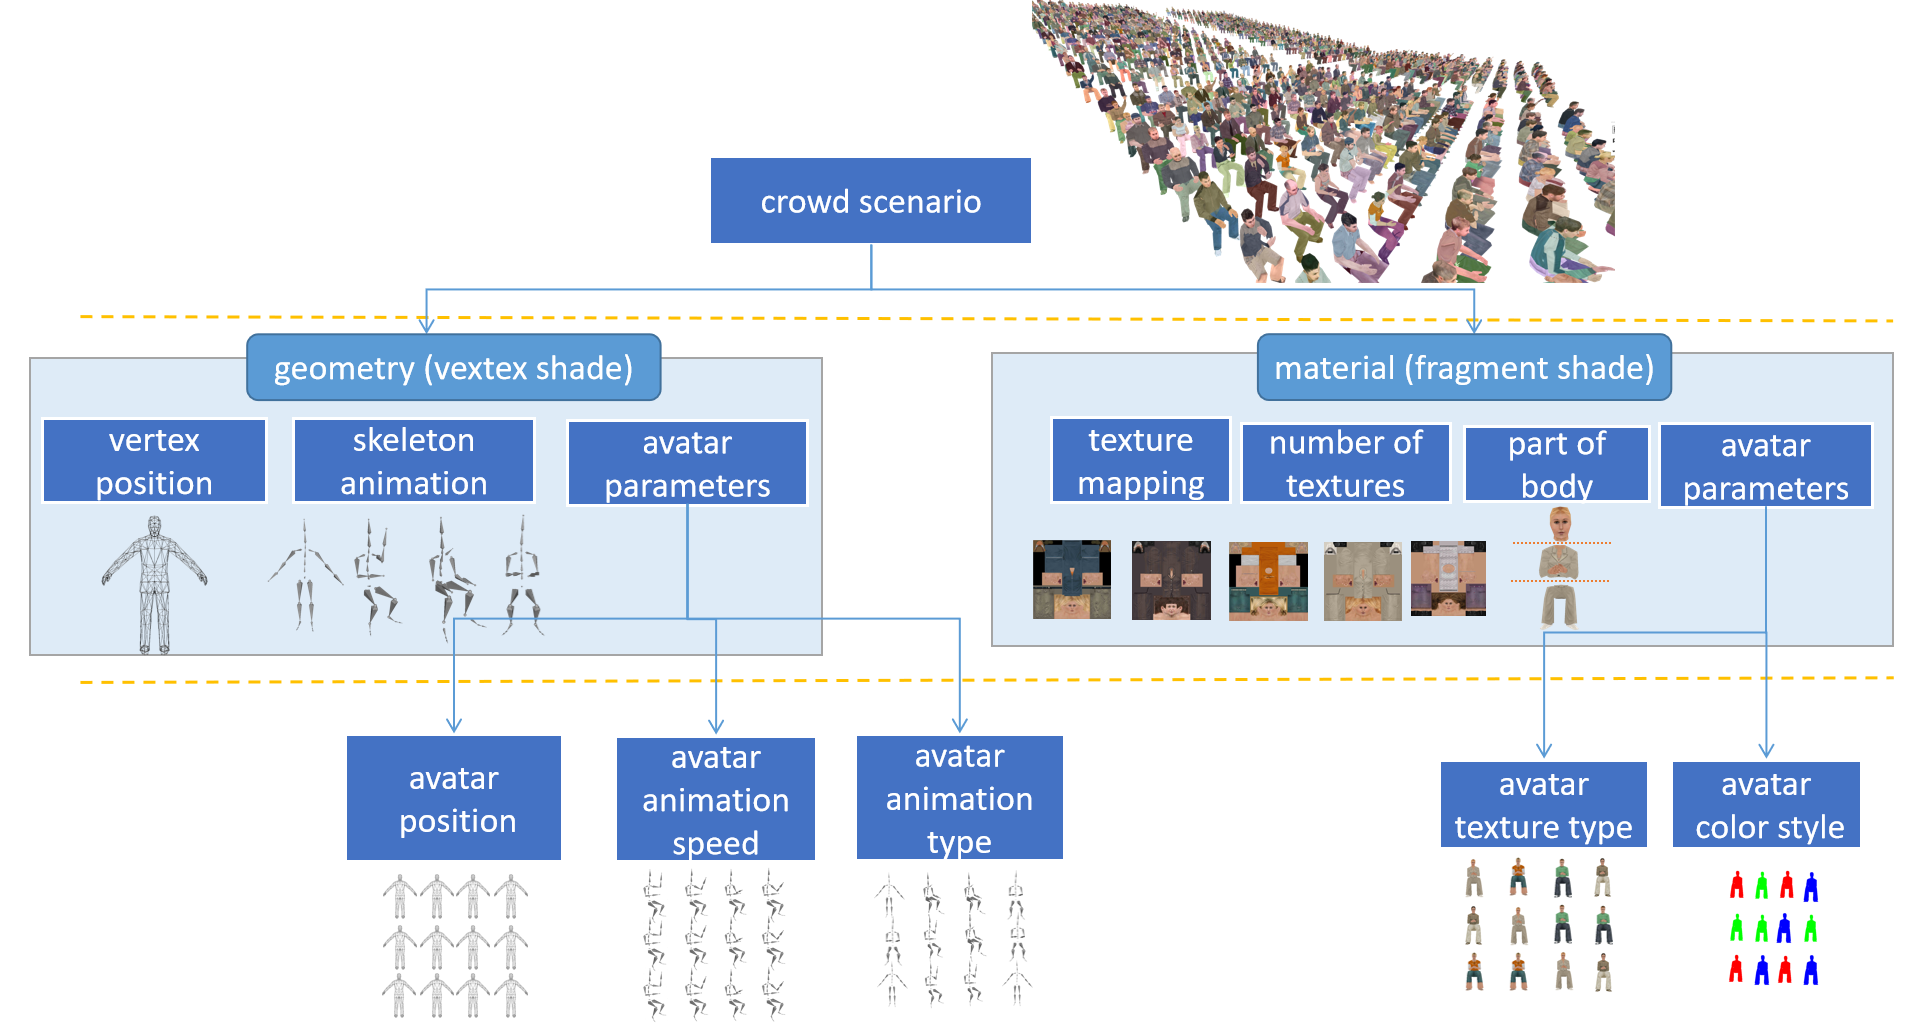 crowd scenario
geometry (vextex shade)
material (fragment shade)
vertex
position
skeleton
animation
avatar
parameters
texture
mapping
number of
textures
part of
body
avatar
parameters
avatar
position
avatar
animation
speed
avatar
animation
type
avatar
texture type
avatar
color style